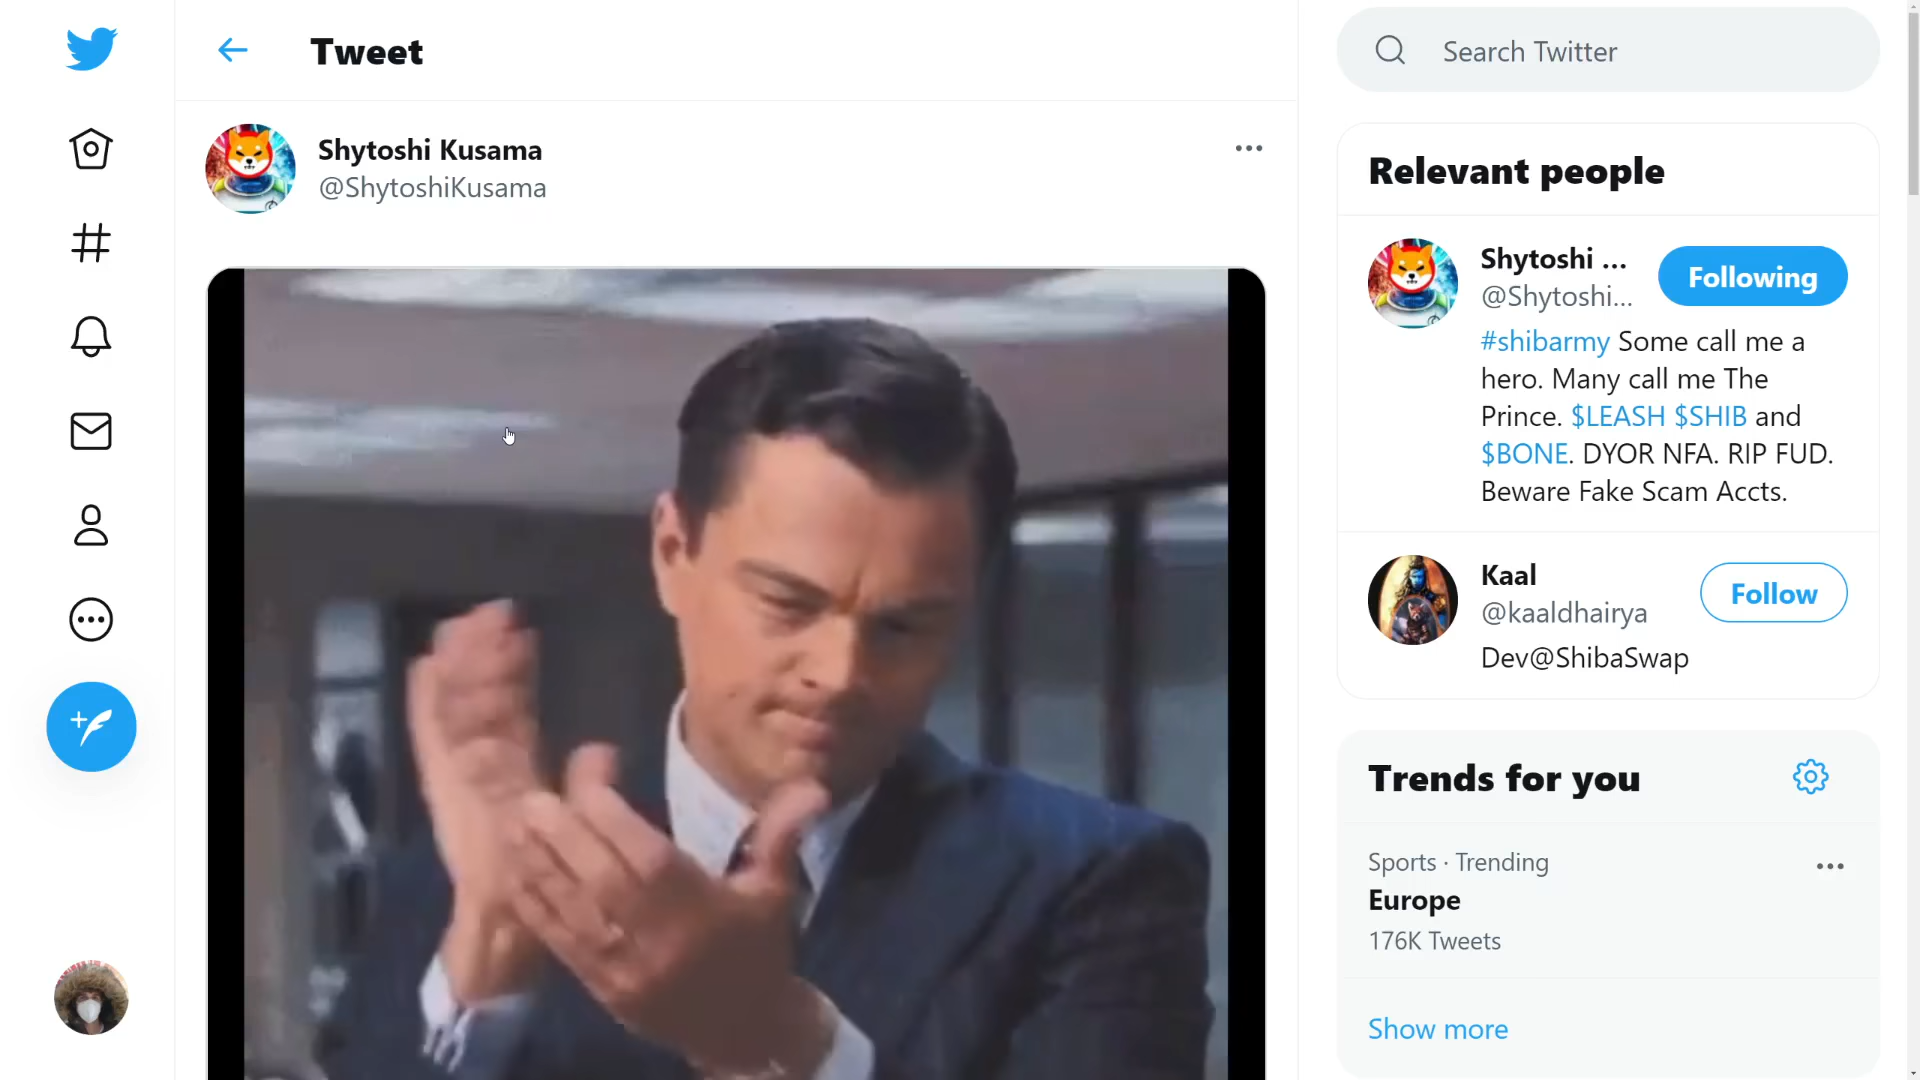 Tweet
Shytoshi Kusama
@ShytoshiKusama
Search Twitter
Relevant people
Shytoshi ...
@Shytoshi...
Following
#shibarmy Some call me a
hero. Many call me The
Prince. $LEASH $SHIB and
$BONE. DYOR NFA. RIP FUD.
Beware Fake Scam Accts.
Kaal
@kaaldhairya
Follow
Dev@ShibaSwap
Trends for you
Sports · Trending
Europe
176K Tweets
Show more